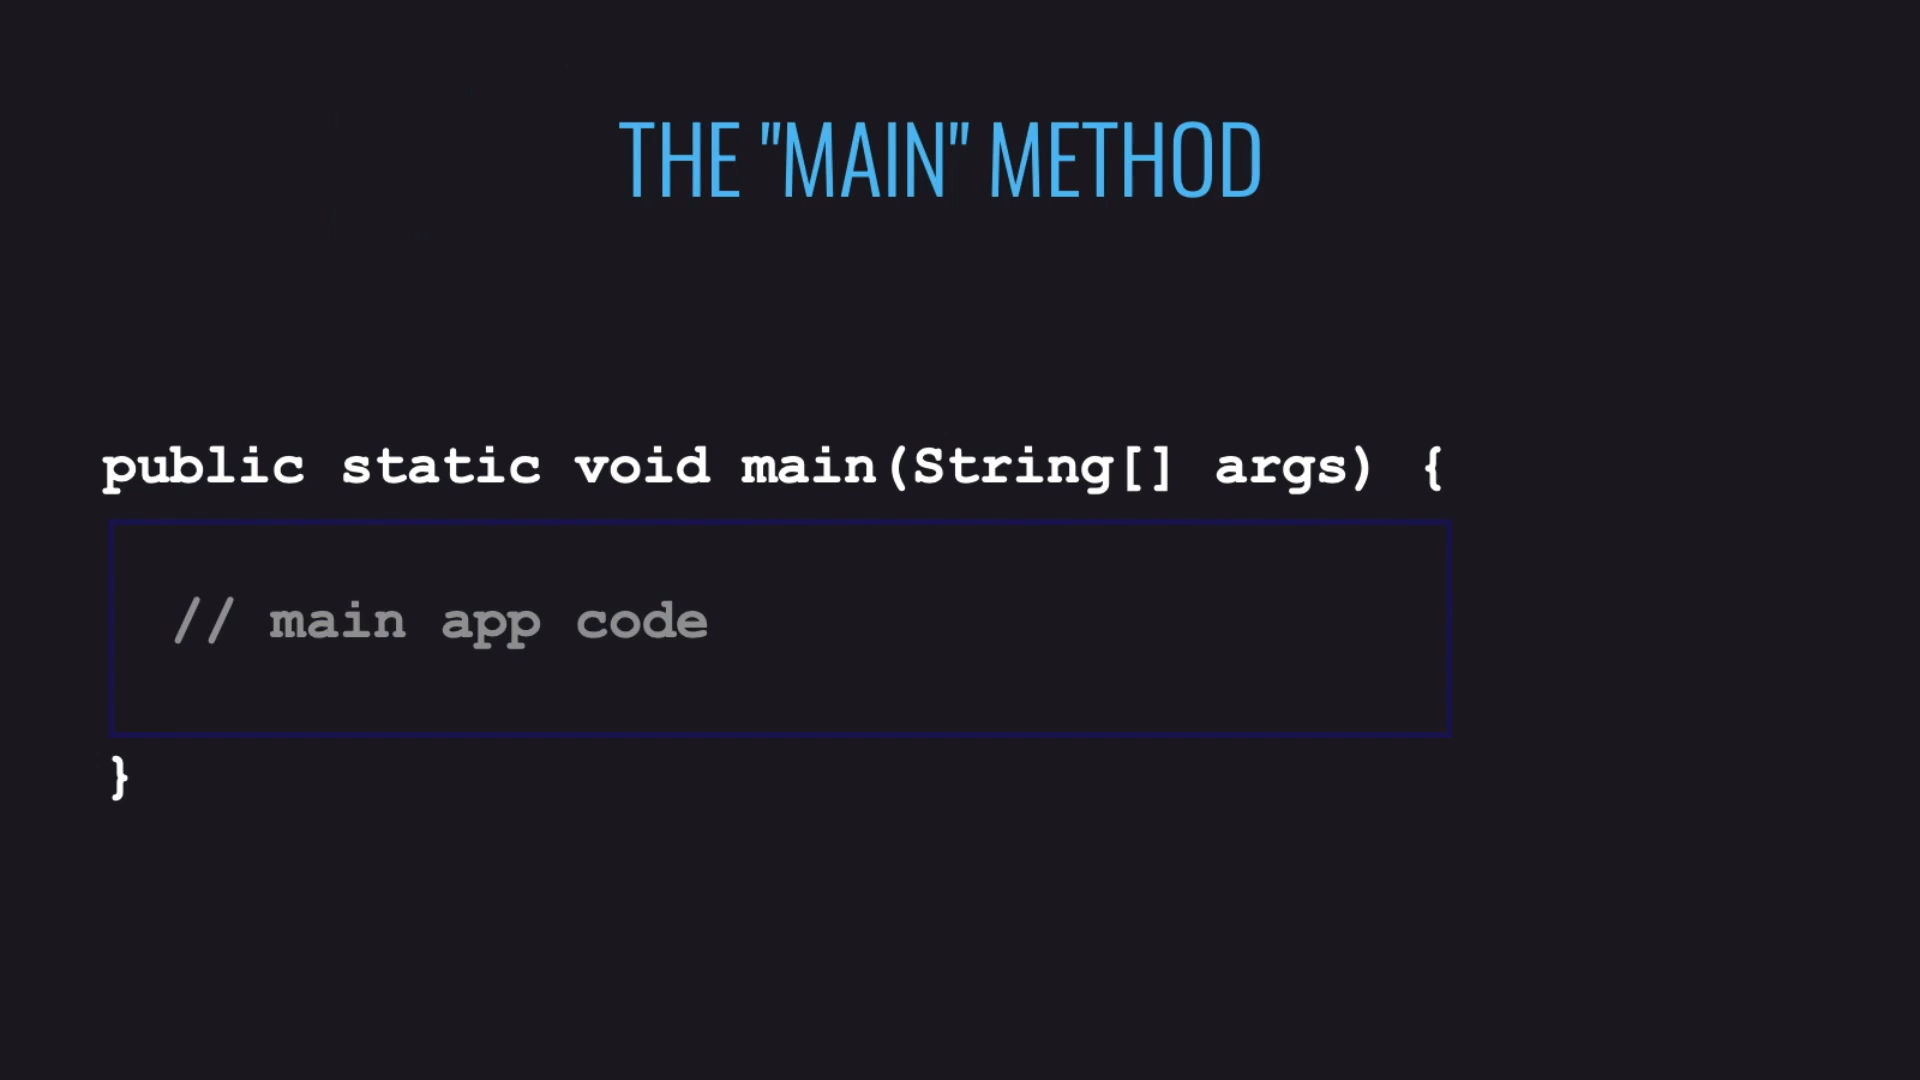 THE "MAIN" METHOD
public static void main(String[] args) {
// main app code
}